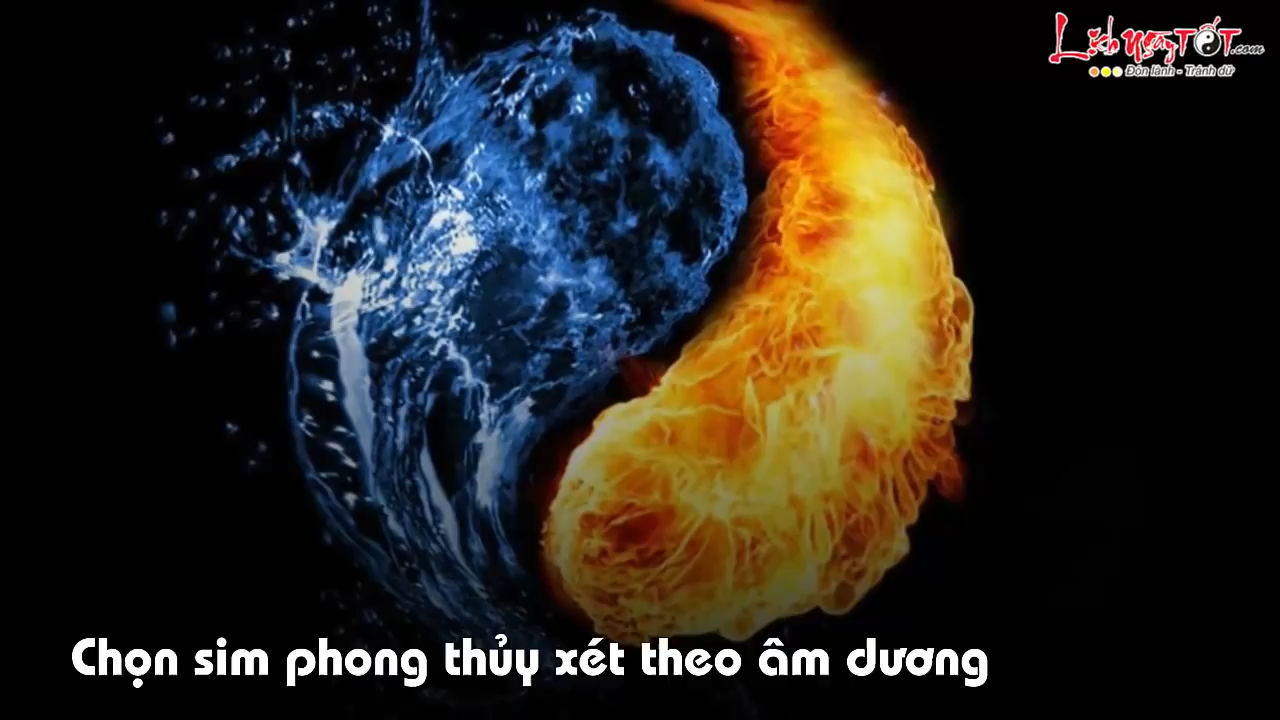 LịchngàyTỐT.com
Đón lành - Tránh dữ
Chọn sim phong thủy xét theo âm dương